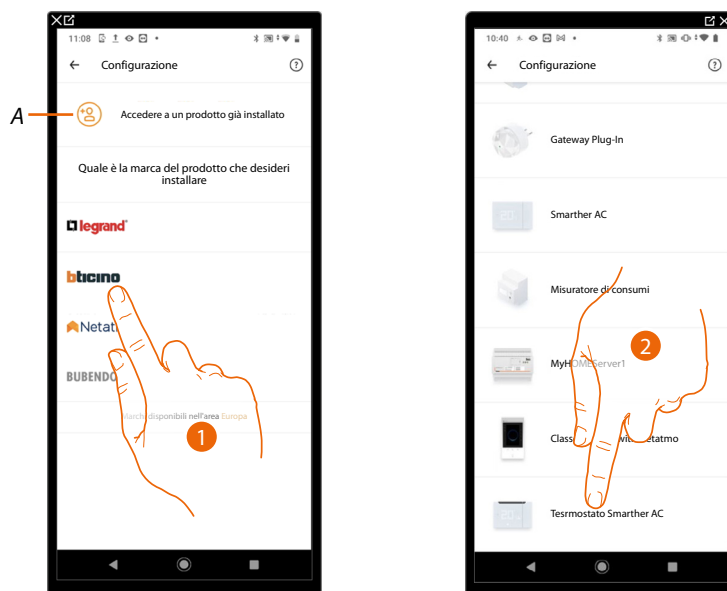 11:08
Configurazione
?
A
Accedere a un prodotto già installato
Quale è la marca del prodotto che desideri
installare
legrand
bticino
Netat
BUBENDO
disponibili nell'area Europa
1
10:40
Configurazione
?
Gateway Plug-In
Smarther AC
Misuratore di consumi
MyHOMEServer1
2
Class with etatmo
Tesrmostato Smarther AC